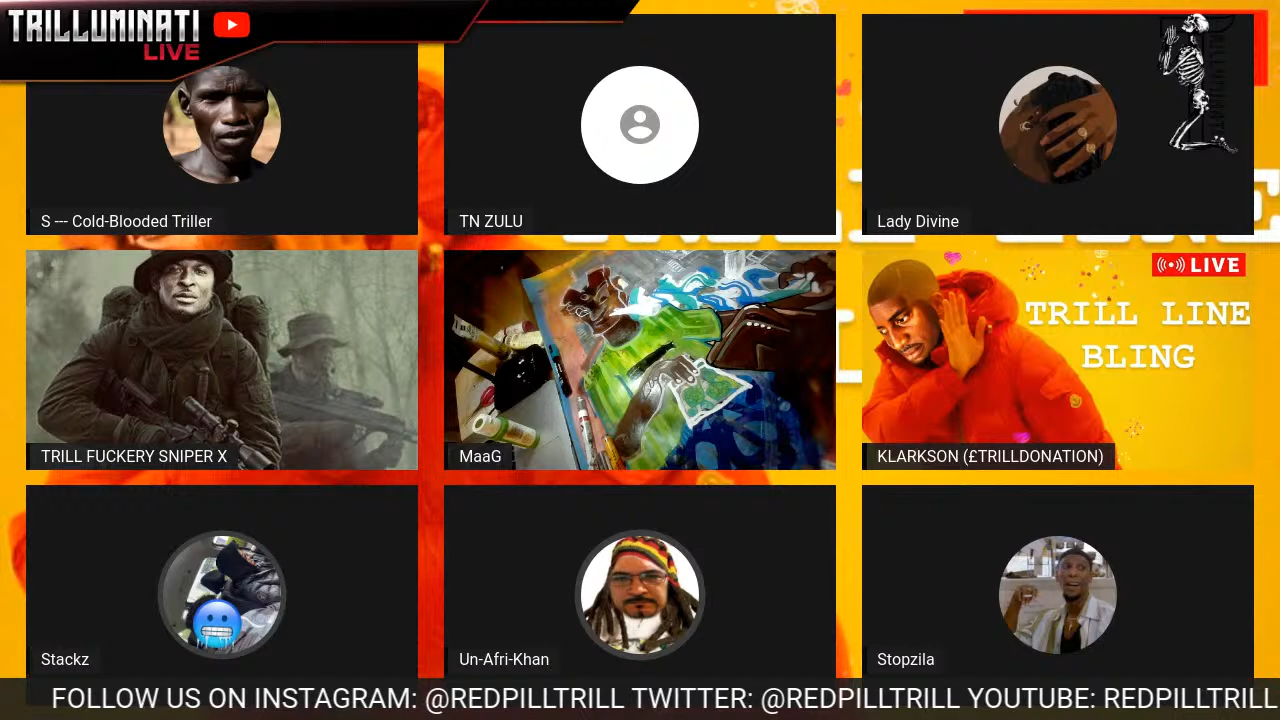 TRILLUMINATI
LIVE
S --- Cold-Blooded Triller
TN ZULU
Lady Divine
LIVE
TRILL LINE
BLING
TRILL FUCKERY SNIPER X
MaaG
KLARKSON (£TRILLDONATION)
Stackz
Un-Afri-Khan
Stopzila
FOLLOW US ON INSTAGRAM: @REDPILLTRILL TWITTER: @REDPILLTRILL YOUTUBE: REDPILLTRILL